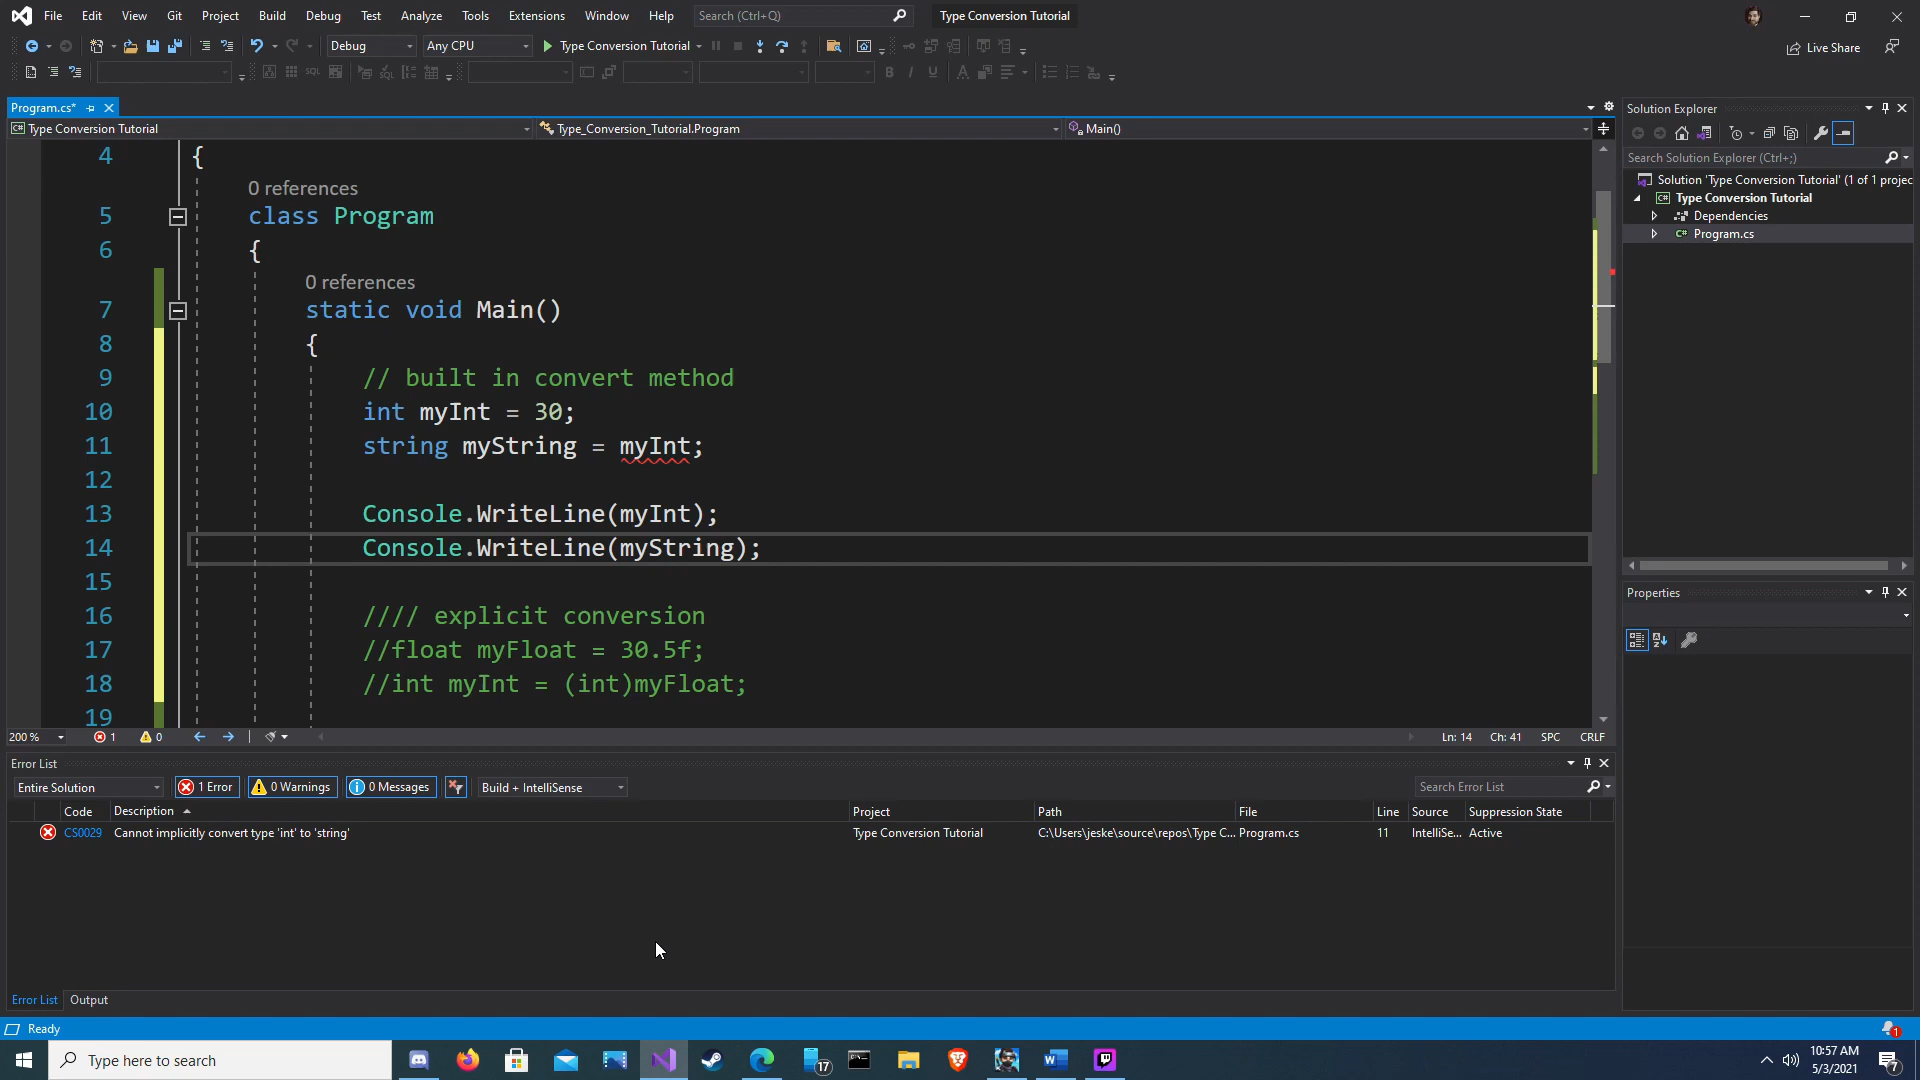 File Edit View Git Project Build Debug Test Analyze Tools Extensions Window Help Search (Ctrl+Q) Type Conversion Tutorial
Debug Any CPU Type Conversion Tutorial Live Share
Program.cs*
Type Conversion Tutorial Type_Conversion_Tutorial.Program Main()
4 {
0 references
5 class Program
6 {
0 references
7 static void Main()
8 {
9 // built in convert method
10 int myInt = 30;
11 string myString = myInt;
12
13 Console.WriteLine(myInt);
14 Console.WriteLine(myString);
15
16 //// explicit conversion
17 //float myFloat = 30.5f;
18 //int myInt = (int)myFloat;
19
200 % 1 0 Ln: 14 Ch: 41 SPC CRLF
Solution Explorer
Search Solution Explorer (Ctrl+;)
Solution 'Type Conversion Tutorial' (1 of 1 projec
Type Conversion Tutorial
Dependencies
Program.cs
Properties
Error List
Entire Solution 1 Error 0 Warnings 0 Messages Build + IntelliSense Search Error List
Code Description Project Path File Line Source Suppression State
CS0029 Cannot implicitly convert type 'int' to 'string' Type Conversion Tutorial C:\Users\jeske\source\repos\Type C... Program.cs 11 IntelliSe... Active
Error List Output
Ready 1
Type here to search 17 10:57 AM
5/3/2021 7